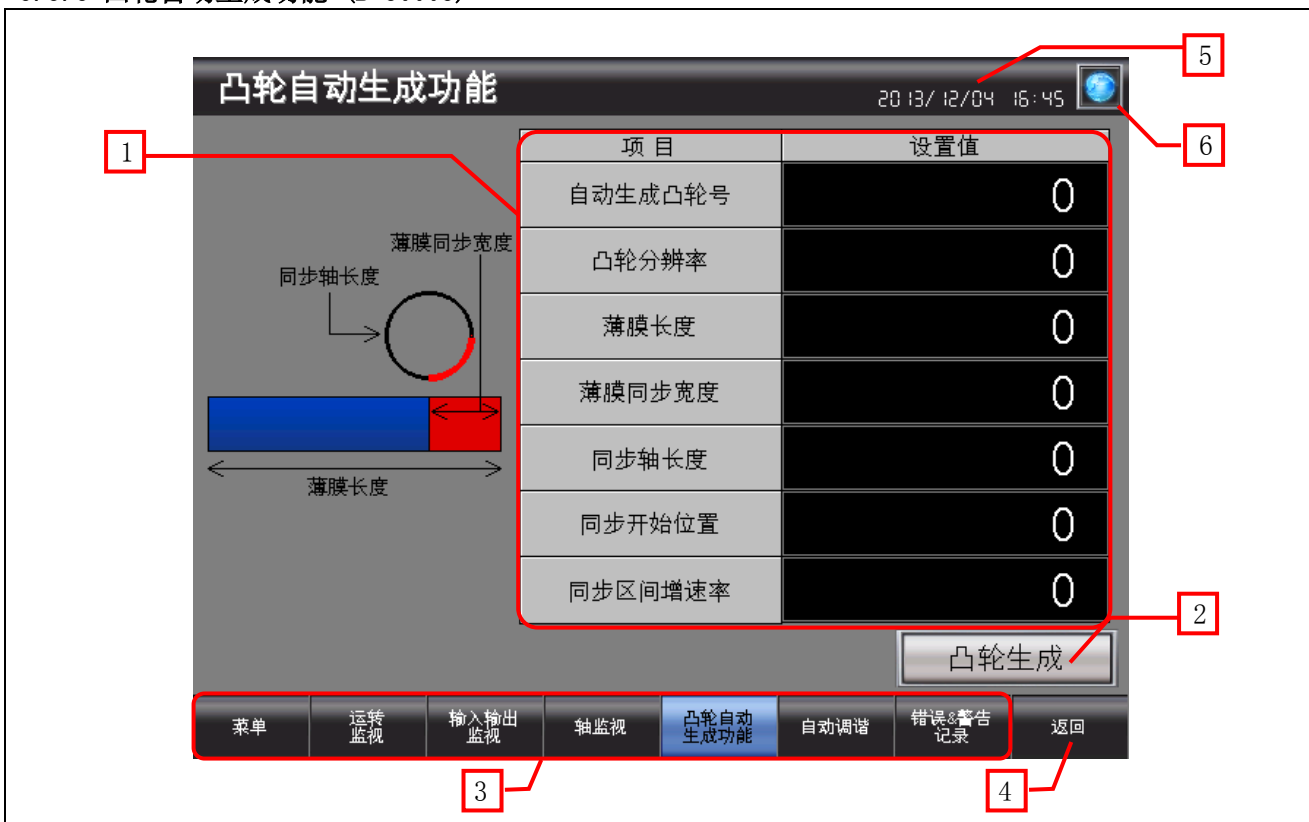 凸轮自动生成功能
2013/12/04 16:45
5
6
1
项 目 设置值
自动生成凸轮号 0
凸轮分辨率 0
薄膜长度 0
薄膜同步宽度 0
同步轴长度 0
同步开始位置 0
同步区间增速率 0
薄膜同步宽度
同步轴长度
薄膜长度
2
凸轮生成
菜单
运转
监视
输入输出
监视
轴监视
凸轮自动
生成功能
自动调谐
错误&警告
记录
返回
3
4